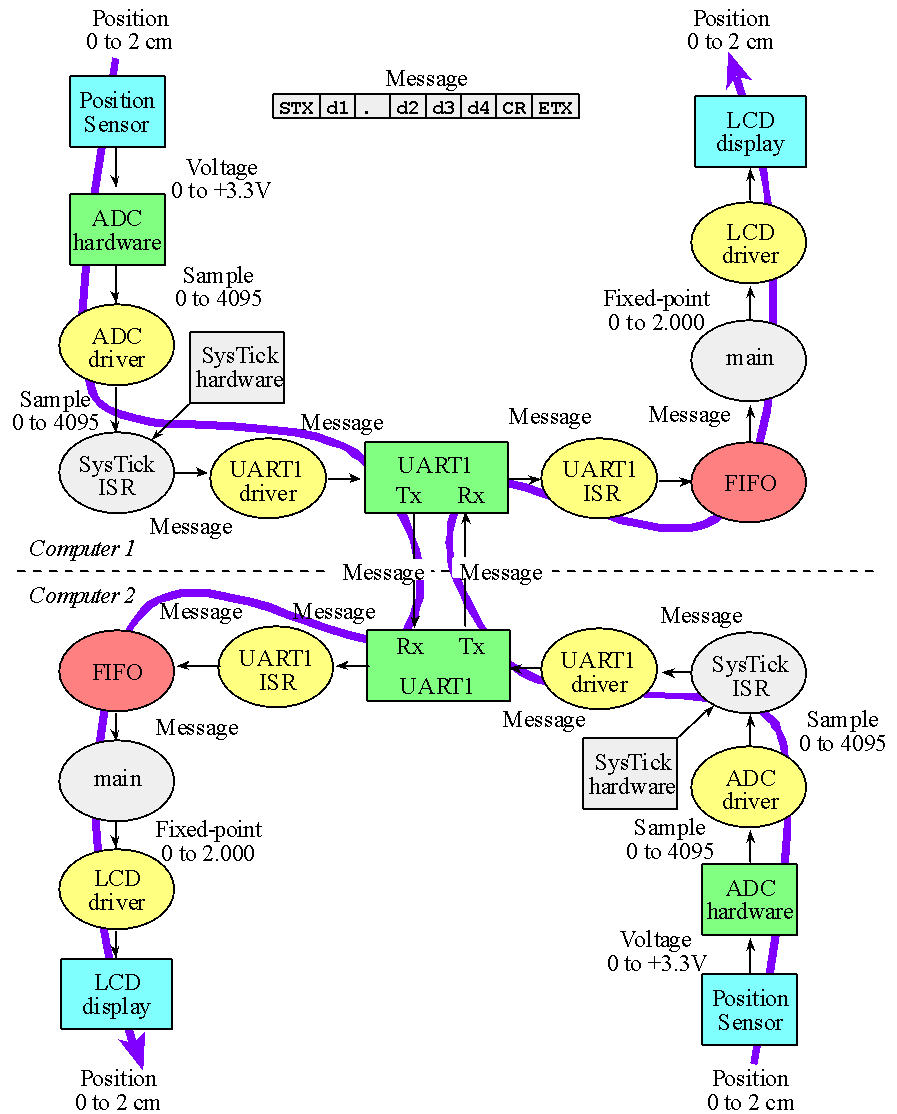 Position
0 to 2 cm
Position
0 to 2 cm
Message
STX d1 . d2 d3 d4 CR ETX
Position
Sensor
LCD
display
Voltage
0 to +3.3V
ADC
hardware
LCD
driver
Sample
0 to 4095
Fixed-point
0 to 2.000
ADC
driver
SysTick
hardware
main
Sample
0 to 4095
Message
Message
Message
SysTick
ISR
UART1
driver
UART1
Tx Rx
UART1
ISR
FIFO
Message
Computer 1
Message
Message
Computer 2
Message
Message
Message
FIFO
UART1
ISR
Rx Tx
UART1
UART1
driver
SysTick
ISR
Message
Message
Sample
0 to 4095
main
SysTick
hardware
ADC
driver
Fixed-point
0 to 2.000
Sample
0 to 4095
LCD
driver
ADC
hardware
Voltage
0 to +3.3V
LCD
display
Position
Sensor
Position
0 to 2 cm
Position
0 to 2 cm